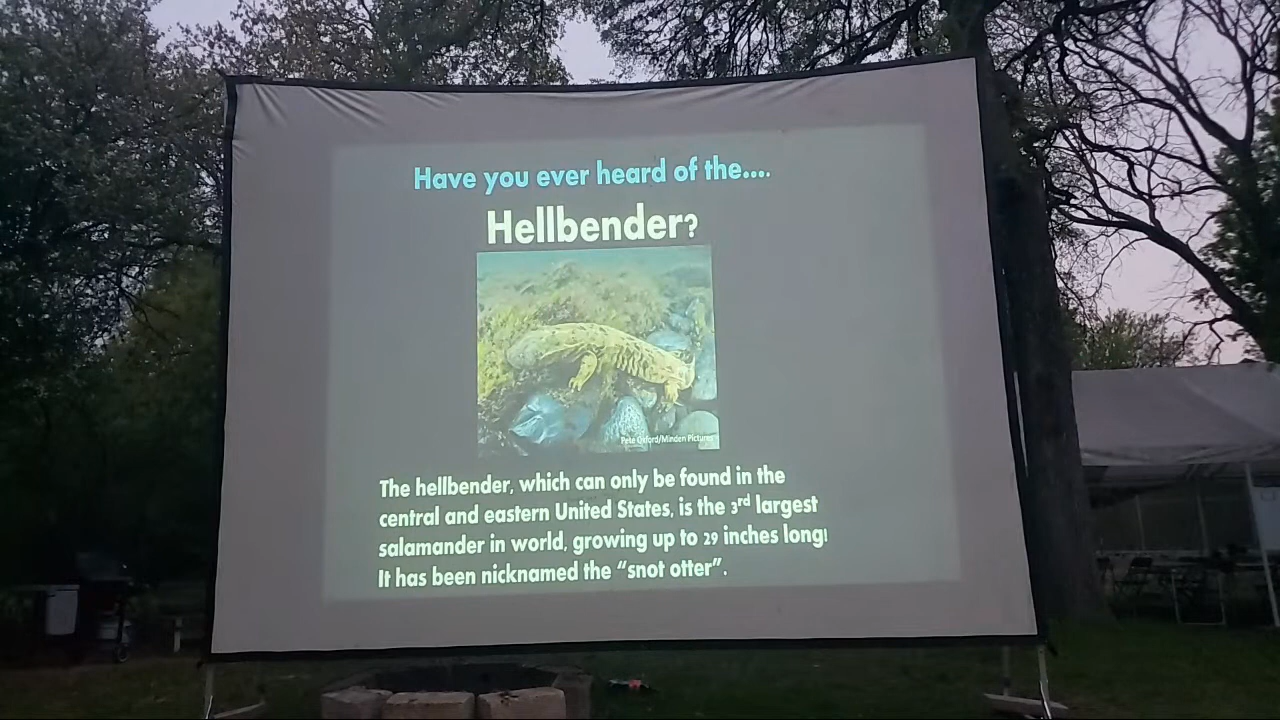 Have you ever heard of the....
Hellbender?
Pete Oxford/Minden Pictures
The hellbender, which can only be found in the
central and eastern United States, is the 3rd largest
salamander in world, growing up to 29 inches long!
It has been nicknamed the “snot otter”.